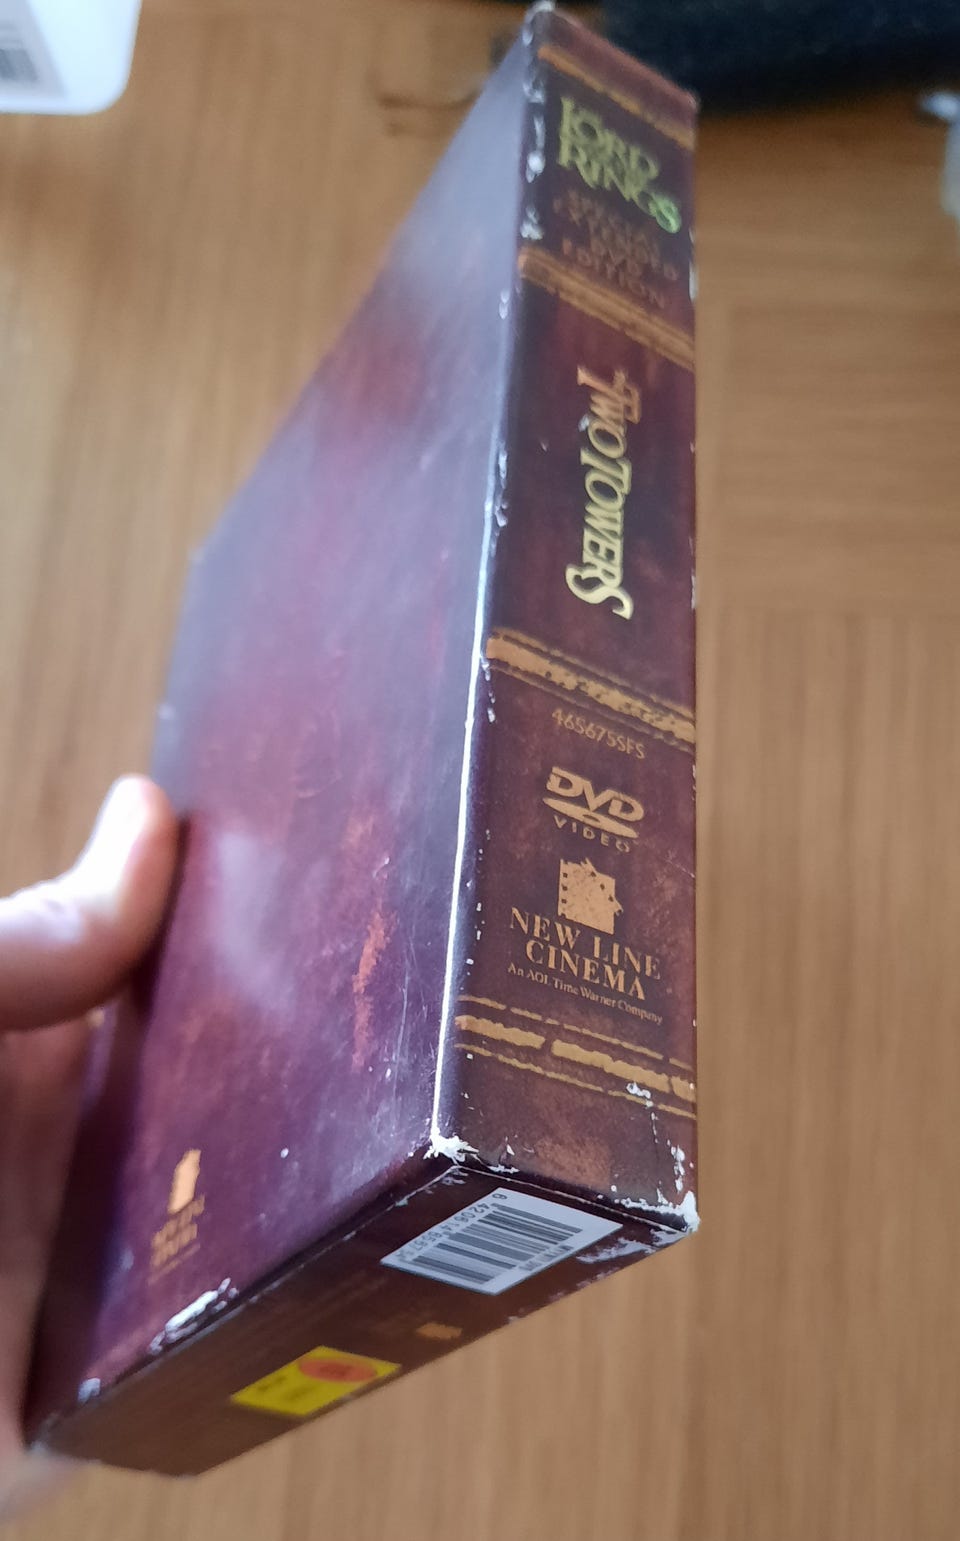 LORD
RINGS
SPECIAL
EXTENDED
DVD
EDITION
THE TWO TOWERS
465675SFS
DVD
VIDEO
NEW LINE
CINEMA
An AOL Time Warner Company